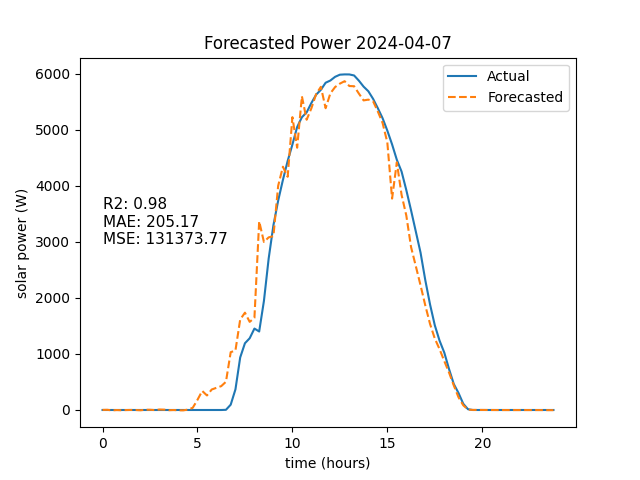 Forecasted Power 2024-04-07
Actual
Forecasted
R2: 0.98
MAE: 205.17
MSE: 131373.77
solar power (W)
6000
5000
4000
3000
2000
1000
0
0 5 10 15 20
time (hours)